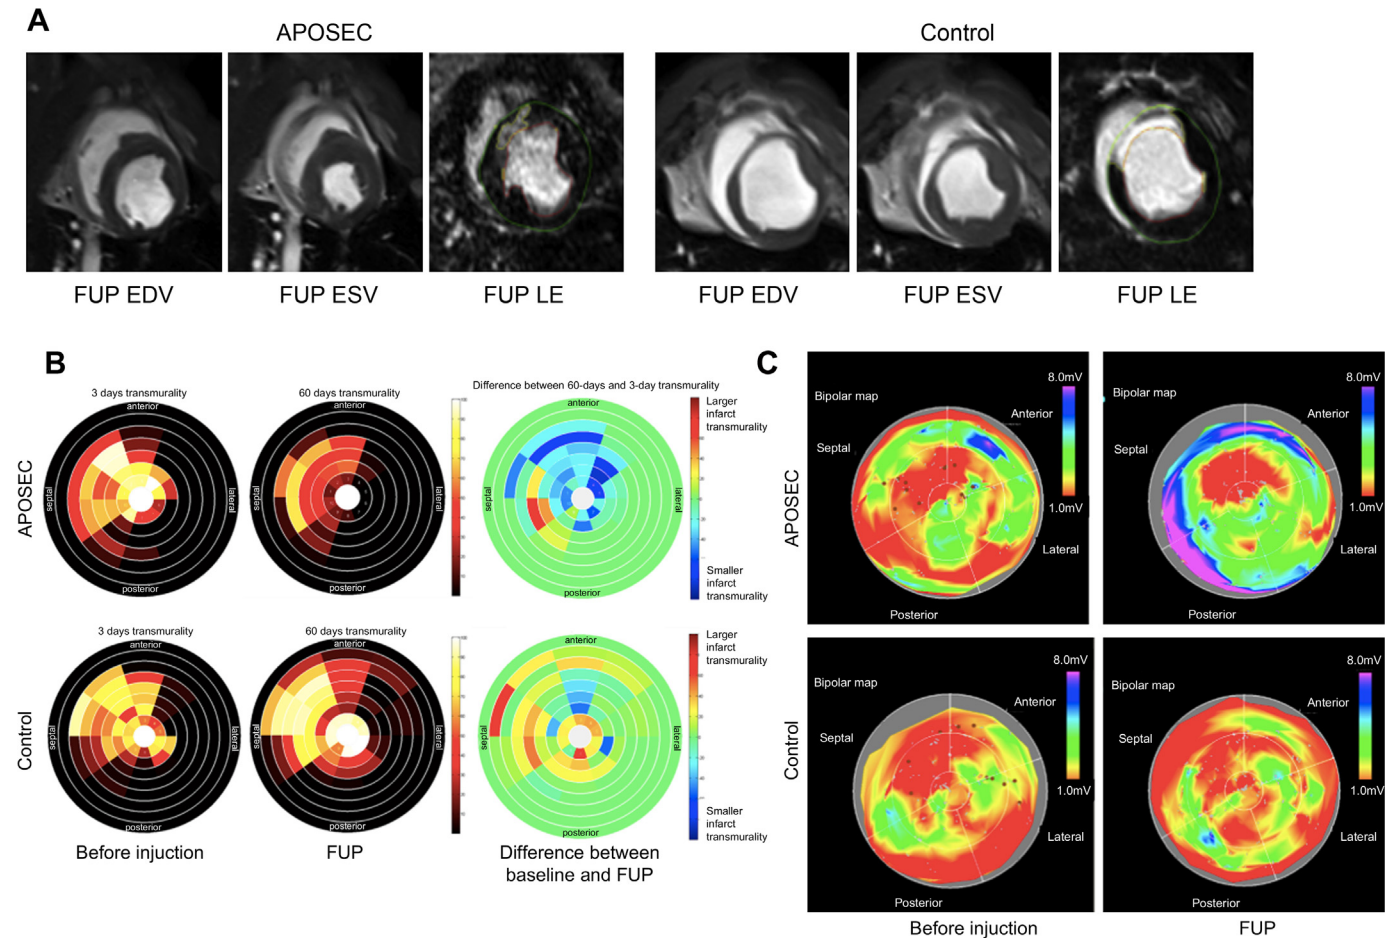 A
APOSEC
Control
FUP EDV
FUP ESV
FUP LE
FUP EDV
FUP ESV
FUP LE
B
3 days transmurality
60 days transmurality
Difference between 60-days and 3-day transmurality
anterior
anterior
anterior
septal
lateral
septal
lateral
septal
lateral
posterior
posterior
posterior
Larger
infarct
transmurality
Smaller
infarct
transmurality
APOSEC
3 days transmurality
60 days transmurality
anterior
anterior
anterior
septal
lateral
septal
lateral
septal
lateral
posterior
posterior
posterior
Larger
infarct
transmurality
Smaller
infarct
transmurality
Control
Before injuction
FUP
Difference between
baseline and FUP
C
APOSEC
Bipolar map
8.0mV
Anterior
Septal
1.0mV
Lateral
Posterior
Bipolar map
8.0mV
Anterior
Septal
1.0mV
Lateral
Posterior
Control
Bipolar map
8.0mV
Anterior
Septal
1.0mV
Lateral
Posterior
Bipolar map
8.0mV
Anterior
Septal
1.0mV
Lateral
Posterior
Before injuction
FUP